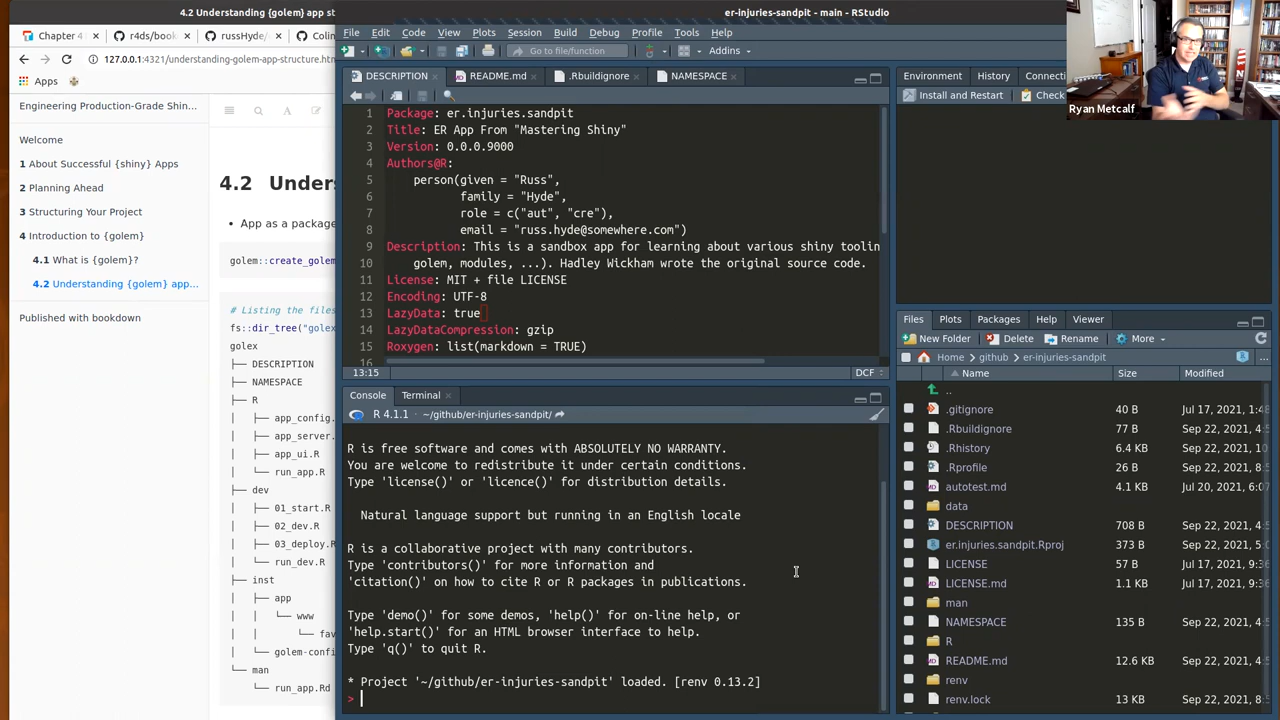 4.2 Understanding {golem} app st
Chapter 4
r4ds/book
russHyde/
Colin
127.0.0.1:4321/understanding-golem-app-structure.htm
Apps
Engineering Production-Grade Shin...
Welcome
1 About Successful {shiny} Apps
2 Planning Ahead
3 Structuring Your Project
4 Introduction to {golem}
4.1 What is {golem}?
4.2 Understanding {golem} app...
Published with bookdown
4.2 Unders
App as a package
golem::create_golem
# Listing the files
fs::dir_tree("golex
golex
├── DESCRIPTION
├── NAMESPACE
├── R
│ ├── app_config.
│ ├── app_server.
│ ├── app_ui.R
│ └── run_app.R
├── dev
│ ├── 01_start.R
│ ├── 02_dev.R
│ ├── 03_deploy.R
│ └── run_dev.R
├── inst
│ ├── app
│ │ └── www
│ │ └── fav
│ └── golem-confi
└── man
└── run_app.Rd
er-injuries-sandpit - main - RStudio
File Edit Code View Plots Session Build Debug Profile Tools Help
Go to file/function
Addins
DESCRIPTION
README.md
.Rbuildignore
NAMESPACE
1 Package: er.injuries.sandpit
2 Title: ER App From "Mastering Shiny"
3 Version: 0.0.0.9000
4 Authors@R:
5 person(given = "Russ",
6 family = "Hyde",
7 role = c("aut", "cre"),
8 email = "russ.hyde@somewhere.com")
9 Description: This is a sandbox app for learning about various shiny toolin
10 golem, modules, ...). Hadley Wickham wrote the original source code.
11 License: MIT + file LICENSE
12 Encoding: UTF-8
13 LazyData: true
14 LazyDataCompression: gzip
15 Roxygen: list(markdown = TRUE)
16
13:15
DCF
Console Terminal
R 4.1.1 · ~/github/er-injuries-sandpit/
R is free software and comes with ABSOLUTELY NO WARRANTY.
You are welcome to redistribute it under certain conditions.
Type 'license()' or 'licence()' for distribution details.
Natural language support but running in an English locale
R is a collaborative project with many contributors.
Type 'contributors()' for more information and
'citation()' on how to cite R or R packages in publications.
Type 'demo()' for some demos, 'help()' for on-line help, or
'help.start()' for an HTML browser interface to help.
Type 'q()' to quit R.
* Project '~/github/er-injuries-sandpit' loaded. [renv 0.13.2]
>
Environment History Connecti
Install and Restart Check
Ryan Metcalf
Files Plots Packages Help Viewer
New Folder Delete Rename More
Home github er-injuries-sandpit ...
Name Size Modified
..
.gitignore 40 B Jul 17, 2021, 1:48
.Rbuildignore 77 B Sep 22, 2021, 4:5
.Rhistory 6.4 KB Sep 22, 2021, 10
.Rprofile 26 B Sep 22, 2021, 8:5
autotest.md 4.1 KB Jul 20, 2021, 4:0
data
DESCRIPTION 708 B Sep 22, 2021, 4:5
er.injuries.sandpit.Rproj 373 B Sep 22, 2021, 5:
LICENSE 57 B Jul 17, 2021, 9:36
LICENSE.md 1.1 KB Jul 17, 2021, 9:36
man
NAMESPACE 135 B Sep 22, 2021, 4:5
R
README.md 12.6 KB Sep 22, 2021, 4:5
renv
renv.lock 13 KB Sep 22, 2021, 8:5